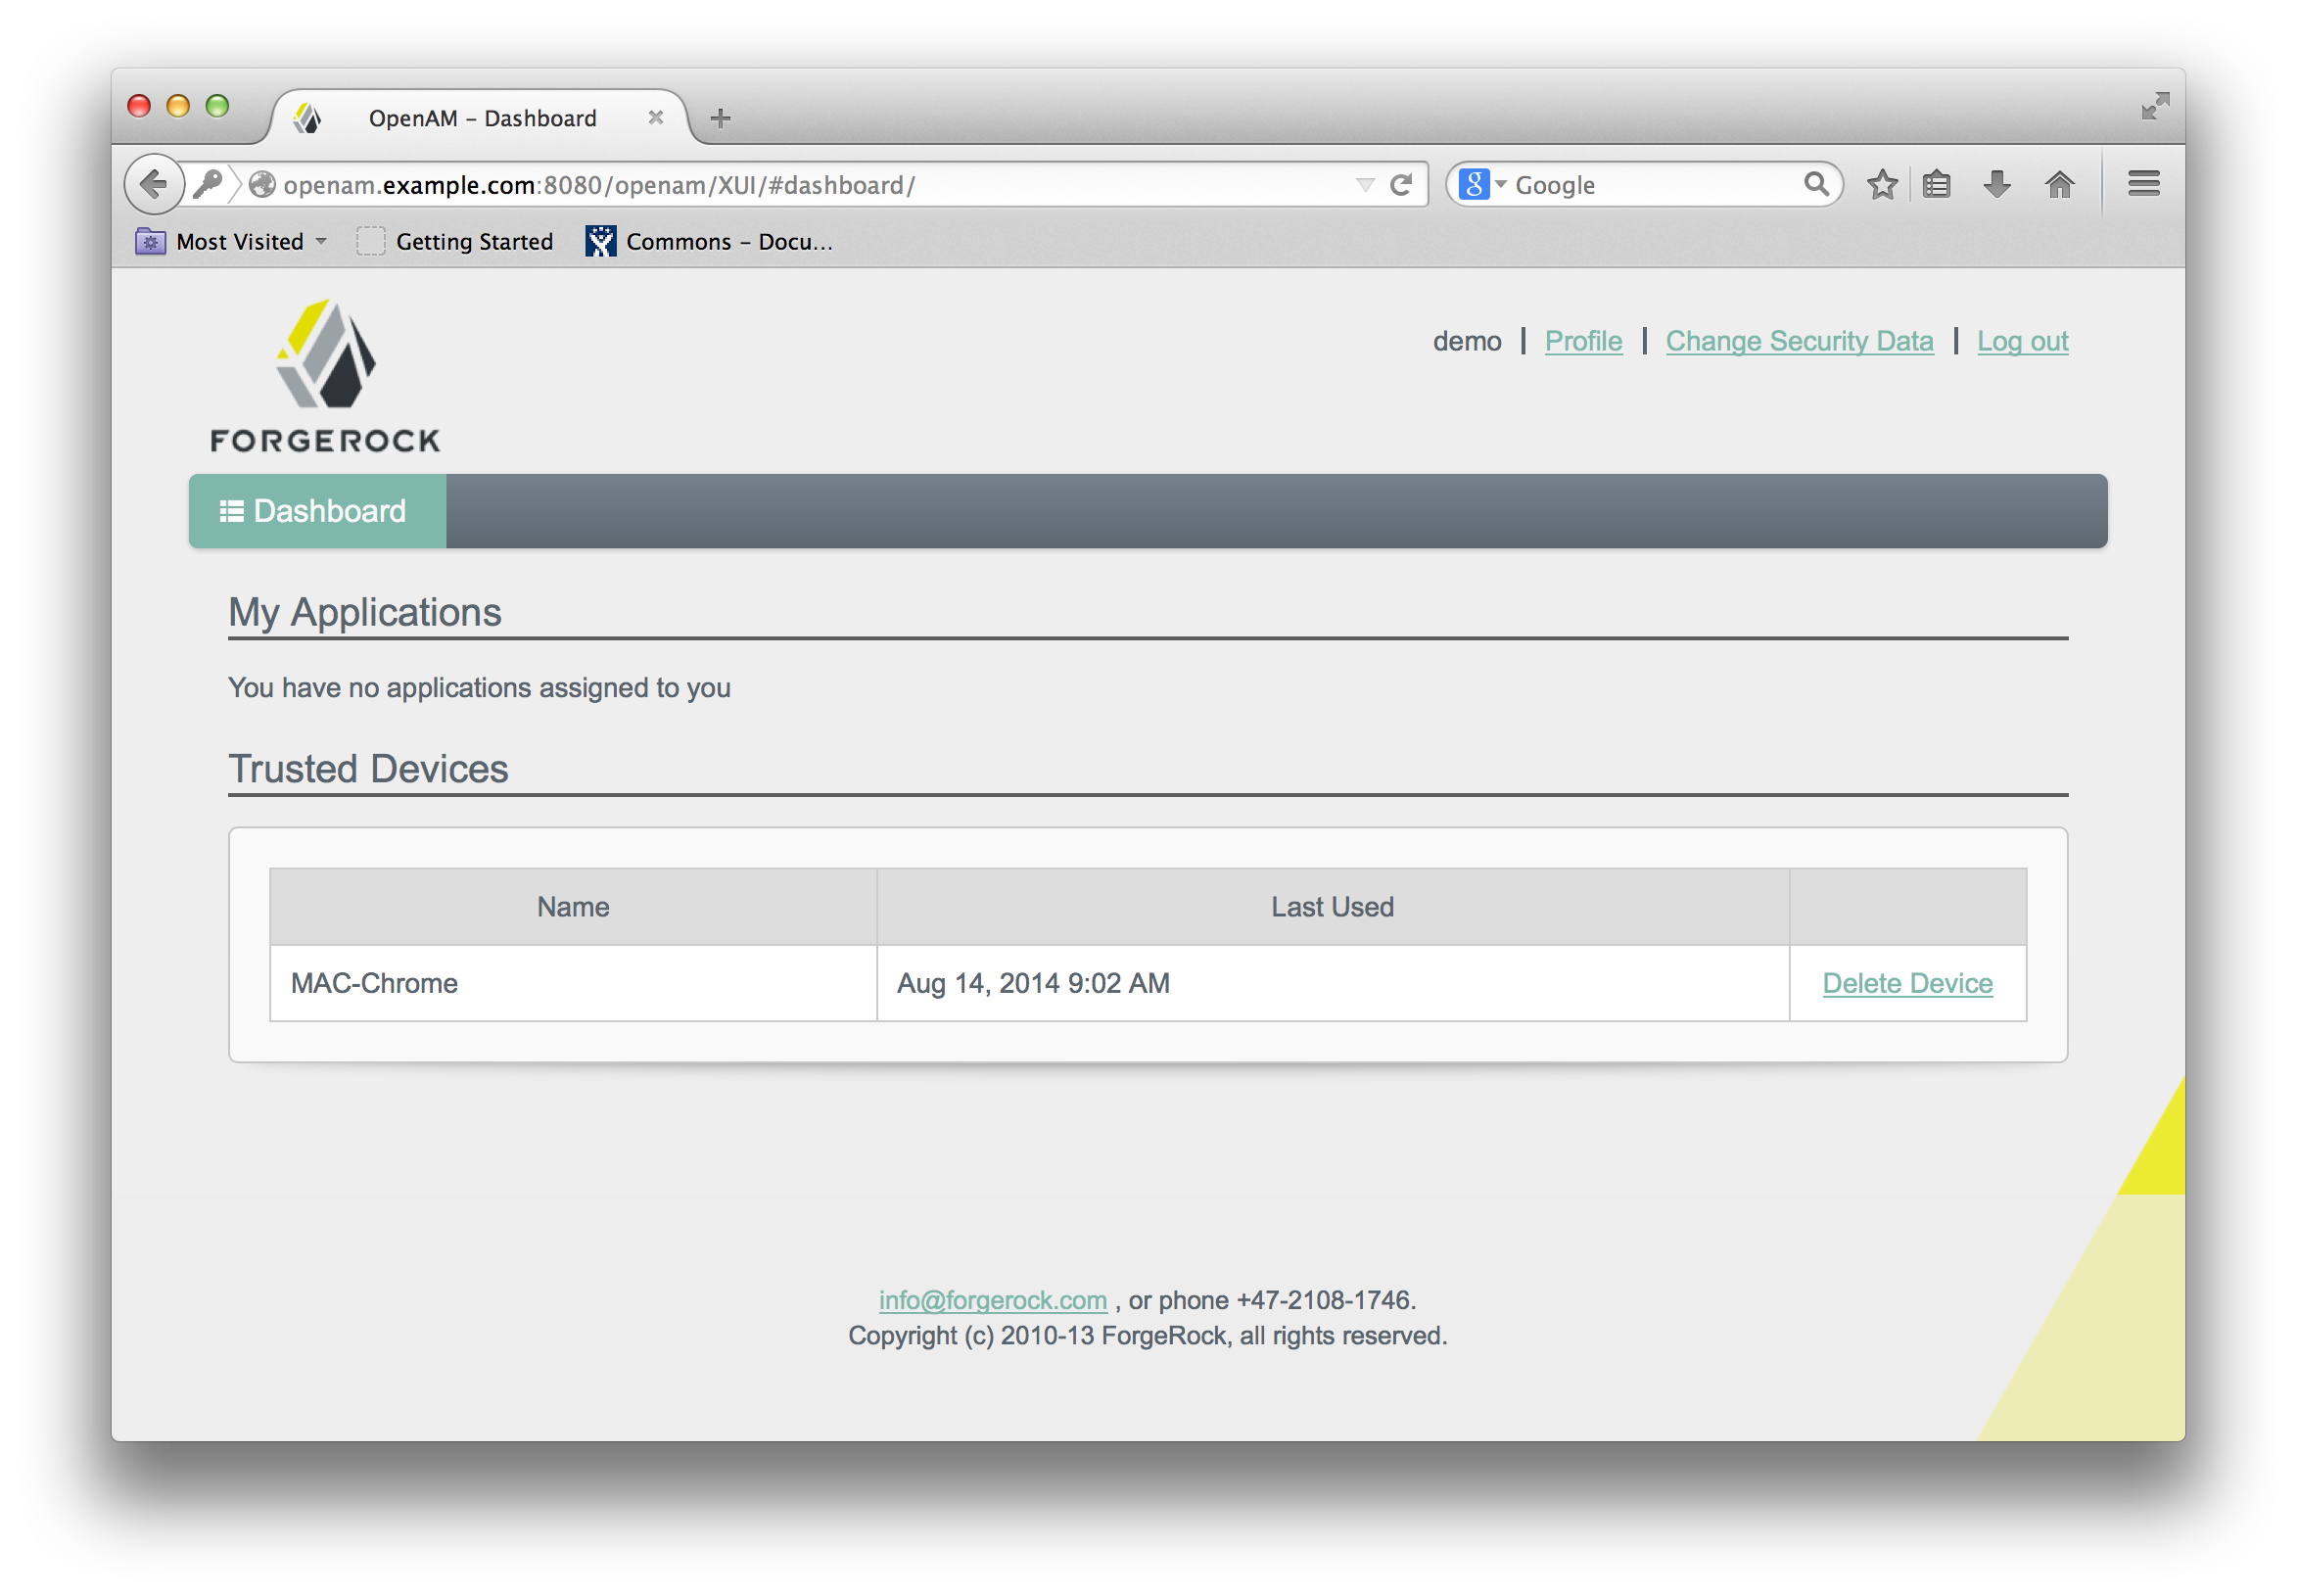 OpenAM – Dashboard
openam.example.com:8080/openam/XUI/#dashboard/
Google
Most Visited
Getting Started
Commons – Docu...
demo | Profile | Change Security Data | Log out
FORGEROCK
Dashboard
My Applications
You have no applications assigned to you
Trusted Devices
Name Last Used
MAC-Chrome Aug 14, 2014 9:02 AM Delete Device
info@forgerock.com , or phone +47-2108-1746.
Copyright (c) 2010-13 ForgeRock, all rights reserved.